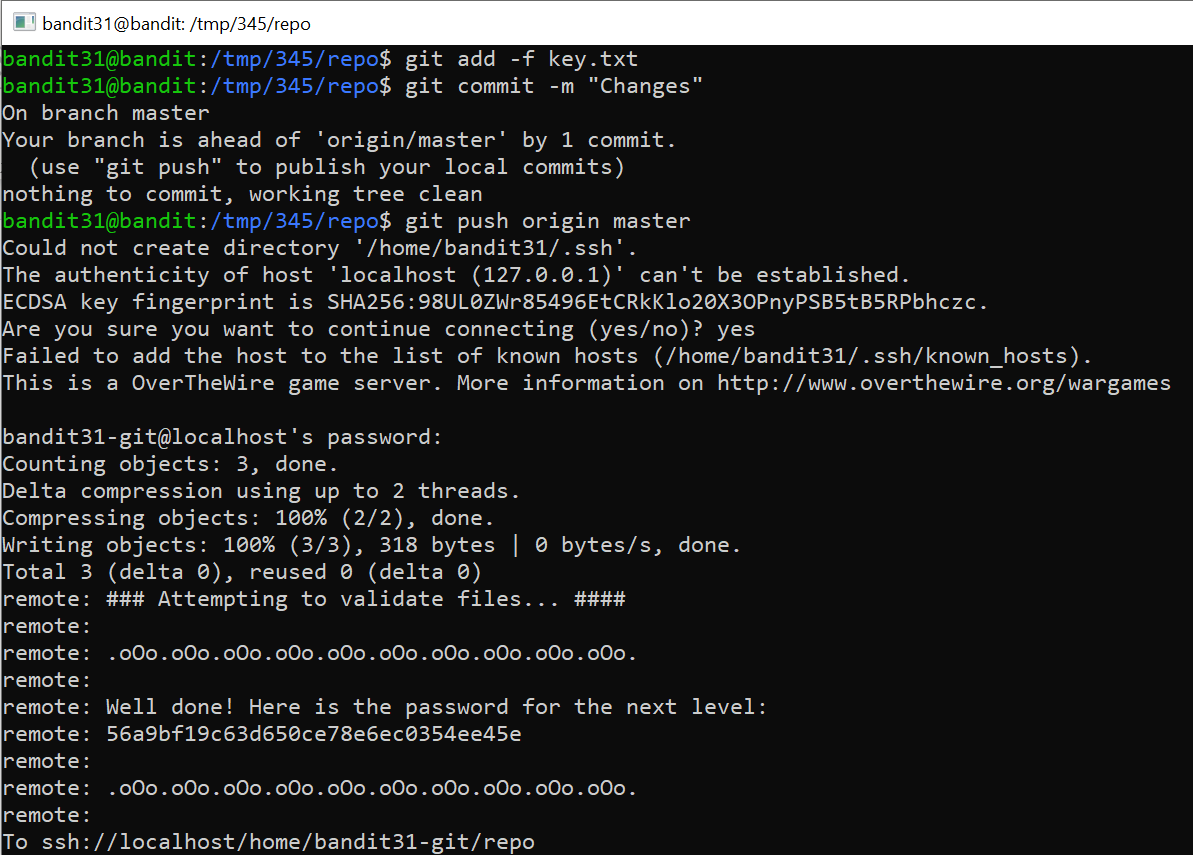 bandit31@bandit: /tmp/345/repo
bandit31@bandit:/tmp/345/repo$ git add -f key.txt
bandit31@bandit:/tmp/345/repo$ git commit -m "Changes"
On branch master
Your branch is ahead of 'origin/master' by 1 commit.
  (use "git push" to publish your local commits)
nothing to commit, working tree clean
bandit31@bandit:/tmp/345/repo$ git push origin master
Could not create directory '/home/bandit31/.ssh'.
The authenticity of host 'localhost (127.0.0.1)' can't be established.
ECDSA key fingerprint is SHA256:98UL0ZWr85496EtCRkKlo20X3OPnyPSB5tB5RPbhczc.
Are you sure you want to continue connecting (yes/no)? yes
Failed to add the host to the list of known hosts (/home/bandit31/.ssh/known_hosts).
This is a OverTheWire game server. More information on http://www.overthewire.org/wargames

bandit31-git@localhost's password:
Counting objects: 3, done.
Delta compression using up to 2 threads.
Compressing objects: 100% (2/2), done.
Writing objects: 100% (3/3), 318 bytes | 0 bytes/s, done.
Total 3 (delta 0), reused 0 (delta 0)
remote: ### Attempting to validate files... ####
remote:
remote: .oOo.oOo.oOo.oOo.oOo.oOo.oOo.oOo.oOo.oOo.
remote:
remote: Well done! Here is the password for the next level:
remote: 56a9bf19c63d650ce78e6ec0354ee45e
remote:
remote: .oOo.oOo.oOo.oOo.oOo.oOo.oOo.oOo.oOo.oOo.
remote:
To ssh://localhost/home/bandit31-git/repo